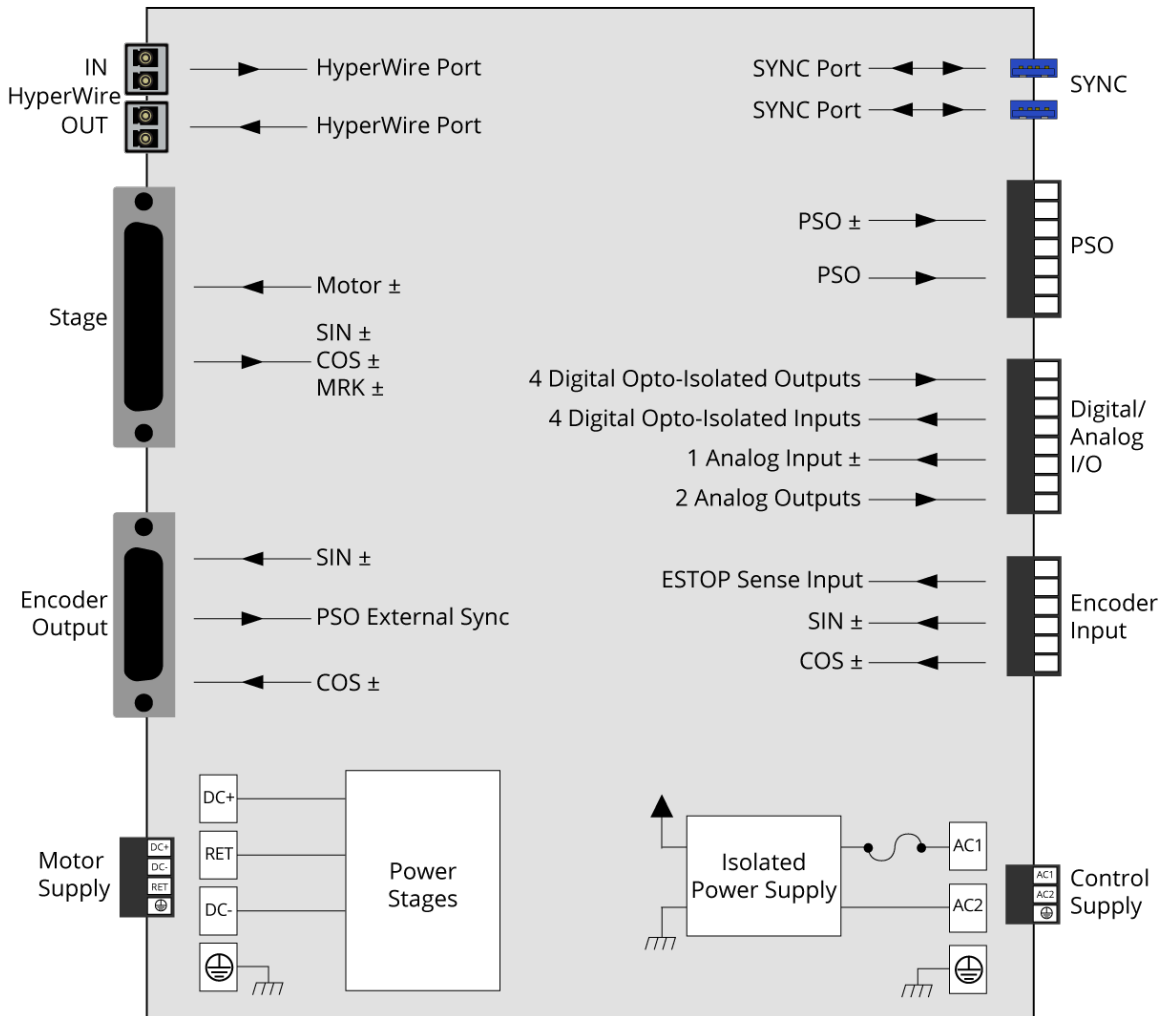 IN
HyperWire
OUT
HyperWire Port
HyperWire Port
SYNC Port
SYNC Port
SYNC
Stage
Motor ±
SIN ±
COS ±
MRK ±
PSO ±
PSO
PSO
4 Digital Opto-Isolated Outputs
4 Digital Opto-Isolated Inputs
1 Analog Input ±
2 Analog Outputs
Digital/
Analog
I/O
Encoder
Output
SIN ±
PSO External Sync
COS ±
ESTOP Sense Input
SIN ±
COS ±
Encoder
Input
Motor
Supply
DC+
DC-
RET
DC+
RET
DC-
Power
Stages
Isolated
Power Supply
AC1
AC2
AC1
AC2
Control
Supply